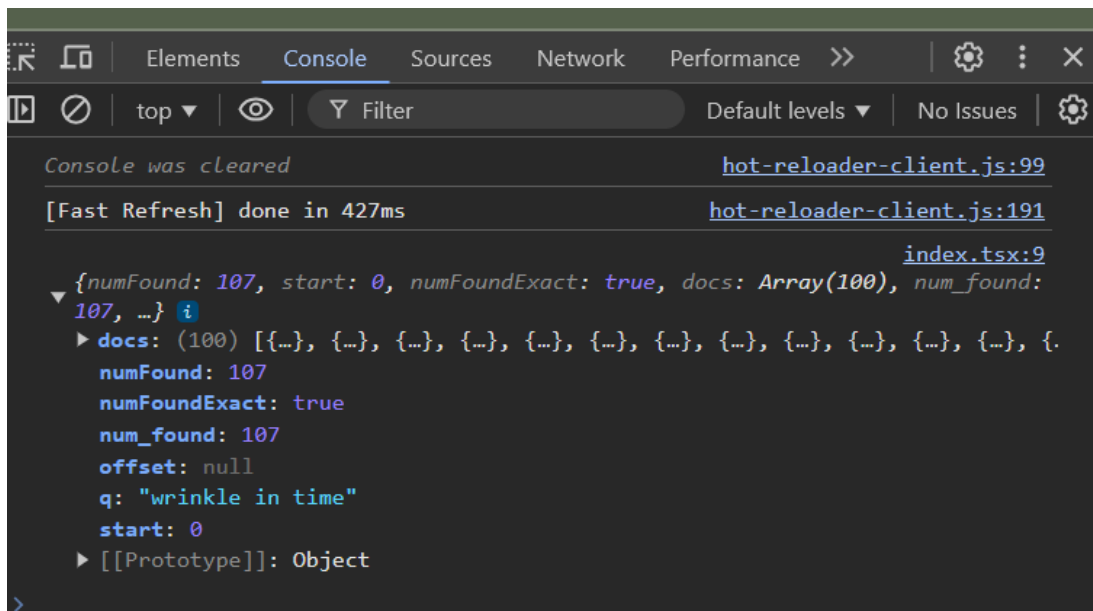 Elements Console Sources Network Performance
top Filter Default levels No Issues
Console was cleared hot-reloader-client.js:99
[Fast Refresh] done in 427ms hot-reloader-client.js:191
index.tsx:9
{numFound: 107, start: 0, numFoundExact: true, docs: Array(100), num_found:
107, …} i
docs: (100) [{…}, {…}, {…}, {…}, {…}, {…}, {…}, {…}, {…}, {…}, {…}, {…}, {.
numFound: 107
numFoundExact: true
num_found: 107
offset: null
q: "wrinkle in time"
start: 0
[[Prototype]]: Object